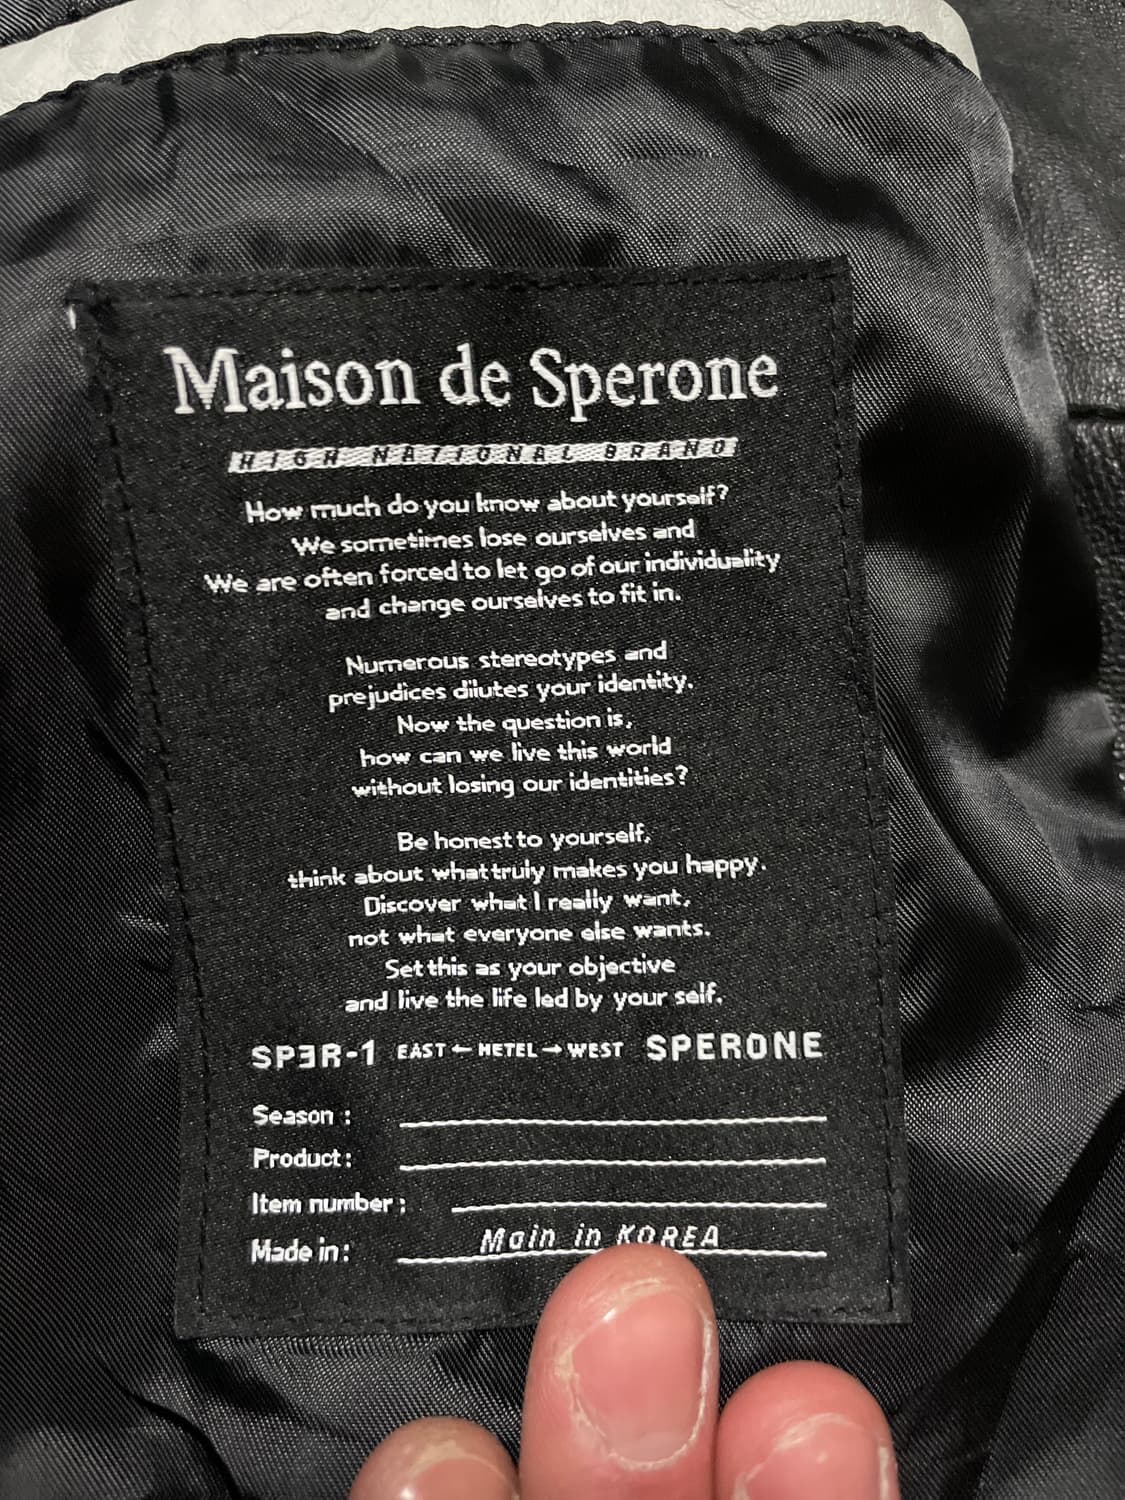 Maison de Sperone
HIGH NATIONAL BRAND
How much do you know about yourself?
We sometimes lose ourselves and
We are often forced to let go of our individuality
and change ourselves to fit in.
Numerous stereotypes and
prejudices dilutes your identity.
Now the question is,
how can we live this world
without losing our identities?
Be honest to yourself,
think about what truly makes you happy.
Discover what I really want,
not what everyone else wants.
Set this as your objective
and live the life led by your self.
SPƎR-1 EAST ← HETEL → WEST SPERONE
Season :
Product :
Item number :
Made in : Main in KOREA